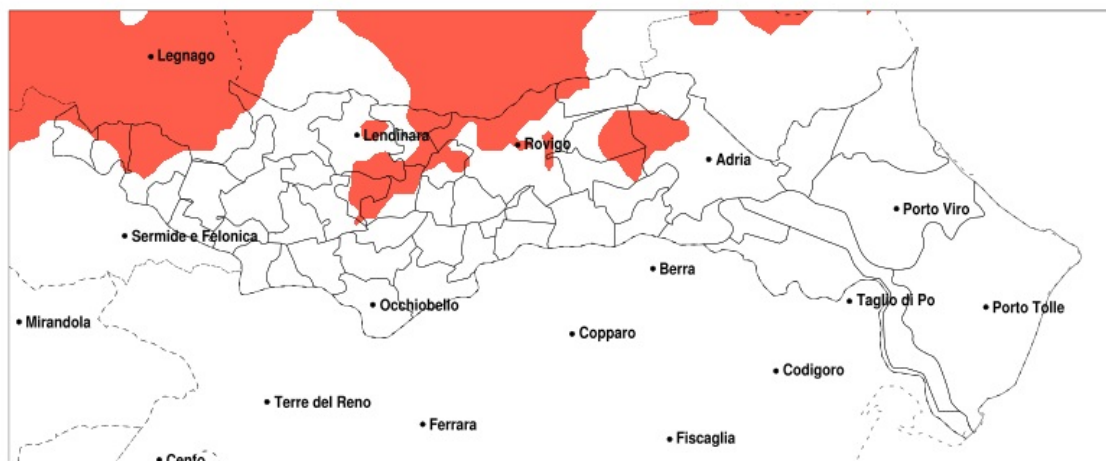 Legnago
Lendinara
Rovigo
Adria
Porto Viro
Sermide e Felonica
Berra
Occhiobello
Taglio di Po
Porto Tolle
Mirandola
Copparo
Codigoro
Terre del Reno
Ferrara
Fiscaglia
Cento